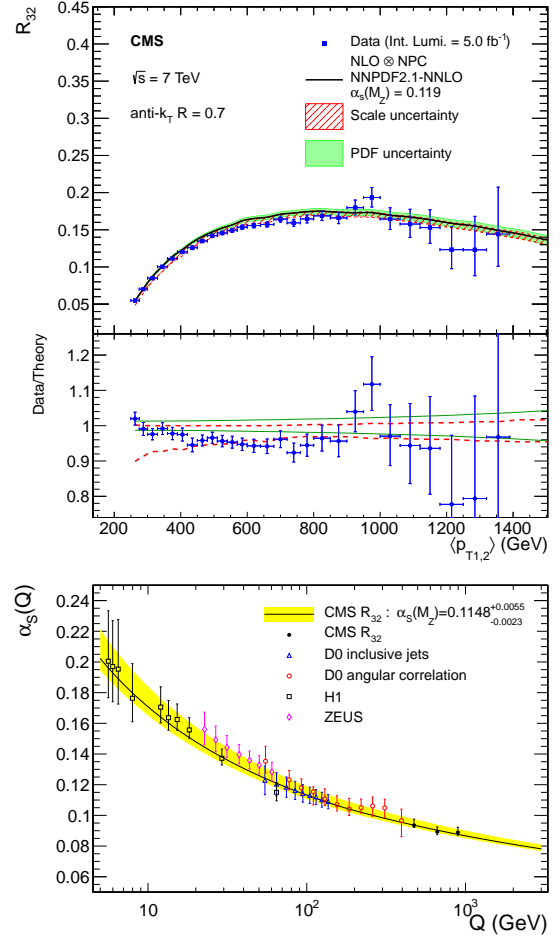 R32
CMS
√s = 7 TeV
anti-kT R = 0.7
Data (Int. Lumi. = 5.0 fb⁻¹)
NLO ⊗ NPC
NNPDF2.1-NNLO
αs(MZ) = 0.119
Scale uncertainty
PDF uncertainty
0.45
0.4
0.35
0.3
0.25
0.2
0.15
0.1
0.05
Data/Theory
1.2
1.1
1
0.9
0.8
200 400 600 800 1000 1200 1400
⟨pT1,2⟩ (GeV)
αS(Q)
0.24
0.22
0.2
0.18
0.16
0.14
0.12
0.1
0.08
0.06
CMS R32 : αS(MZ)=0.1148 +0.0055 -0.0023
CMS R32
D0 inclusive jets
D0 angular correlation
H1
ZEUS
10 10² 10³
Q (GeV)